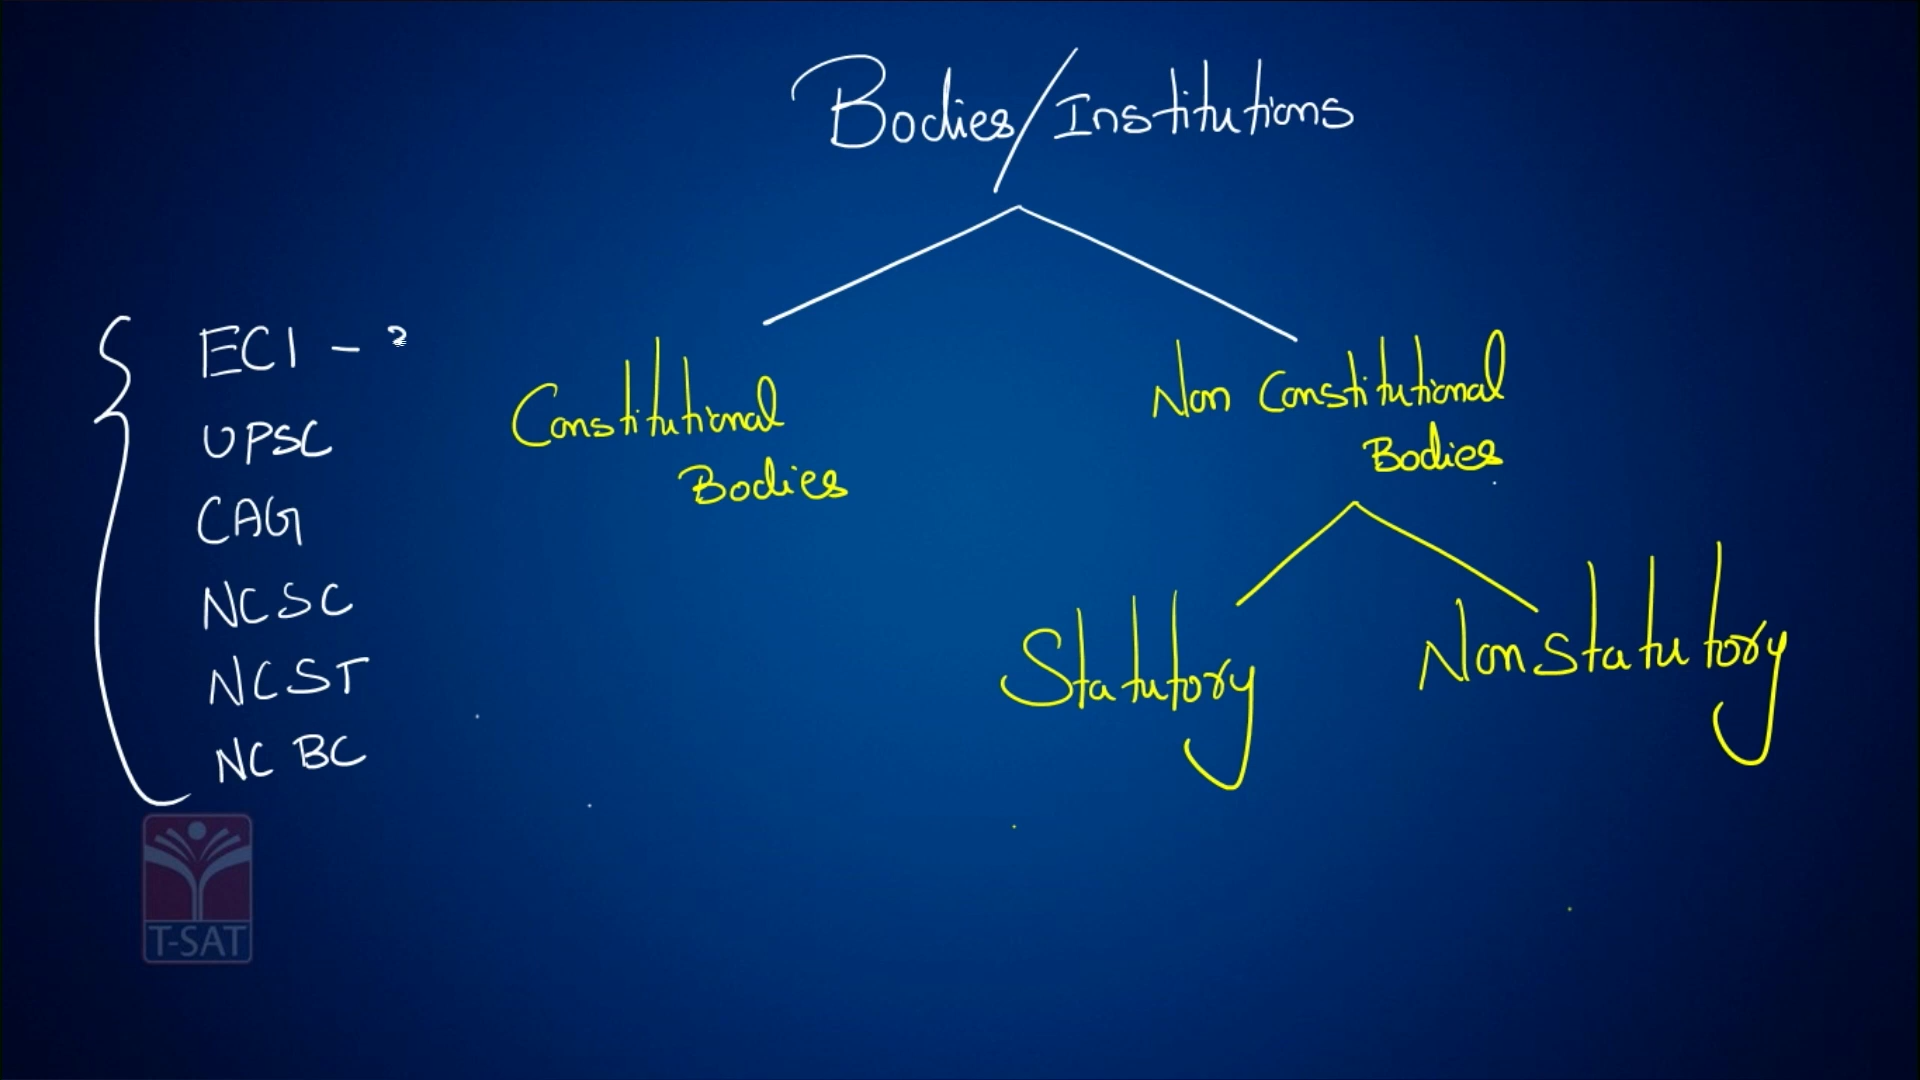 Bodies/Institutions
ECI -
UPSC
CAG
NCSC
NCST
NC BC
Constitutional
Bodies
Non Constitutional
Bodies
Statutory
Non statutory
T-SAT